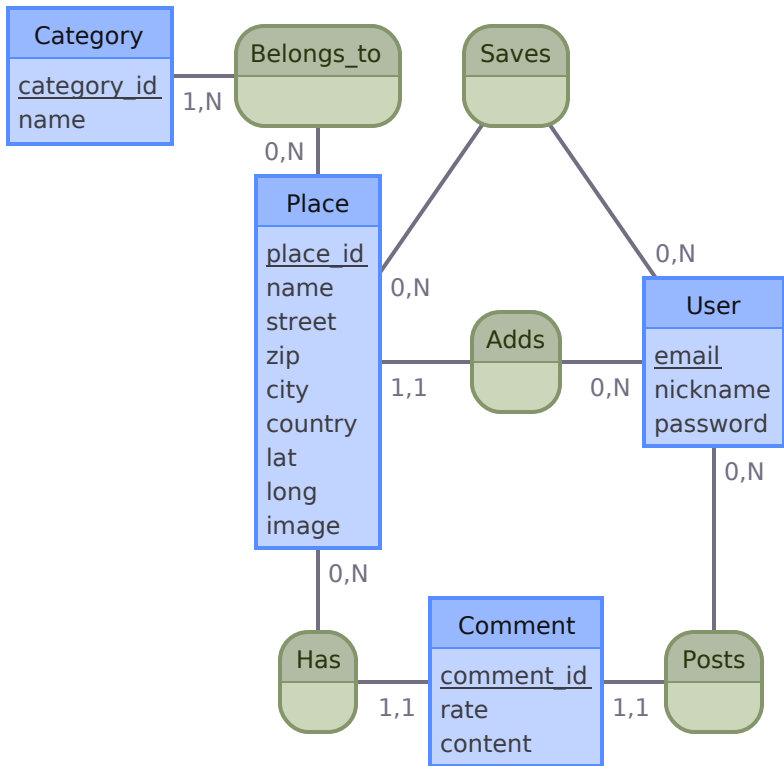 Category
category_id
name
1,N
Belongs_to
0,N
Saves
0,N
0,N
Place
place_id
name
street
zip
city
country
lat
long
image
1,1
Adds
0,N
User
email
nickname
password
0,N
0,N
Has
1,1
Comment
comment_id
rate
content
1,1
Posts